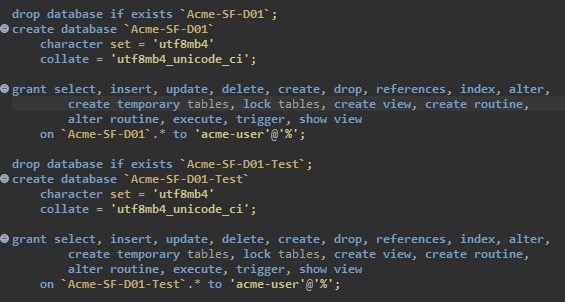 drop database if exists `Acme-SF-D01`;
create database `Acme-SF-D01`
character set = 'utf8mb4'
collate = 'utf8mb4_unicode_ci';
grant select, insert, update, delete, create, drop, references, index, alter,
create temporary tables, lock tables, create view, create routine,
alter routine, execute, trigger, show view
on `Acme-SF-D01`.* to 'acme-user'@'%';
drop database if exists `Acme-SF-D01-Test`;
create database `Acme-SF-D01-Test`
character set = 'utf8mb4'
collate = 'utf8mb4_unicode_ci';
grant select, insert, update, delete, create, drop, references, index, alter,
create temporary tables, lock tables, create view, create routine,
alter routine, execute, trigger, show view
on `Acme-SF-D01-Test`.* to 'acme-user'@'%';